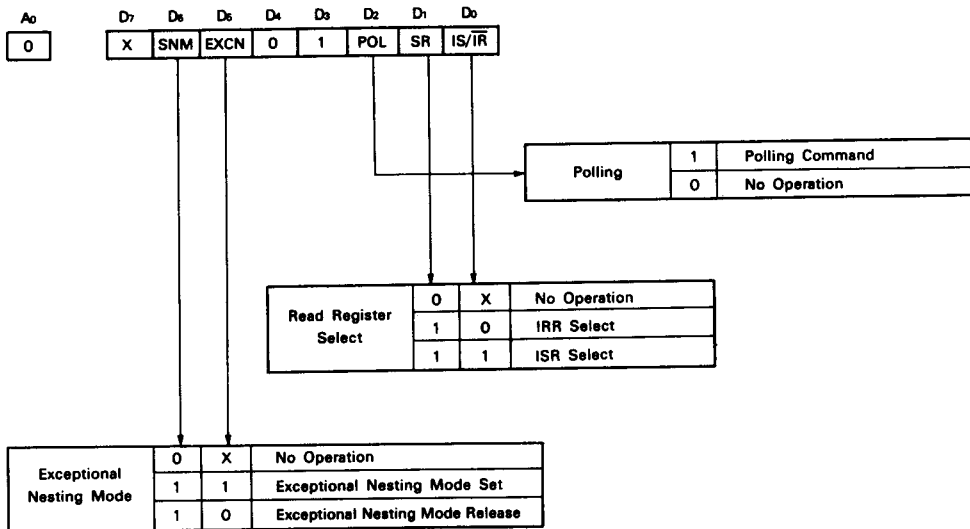 A0 D7 D6 D5 D4 D3 D2 D1 D0
0 X SNM EXCN 0 1 POL SR IS/I̅R̅
Polling
1 Polling Command
0 No Operation
Read Register
Select
0 X No Operation
1 0 IRR Select
1 1 ISR Select
Exceptional
Nesting Mode
0 X No Operation
1 1 Exceptional Nesting Mode Set
1 0 Exceptional Nesting Mode Release